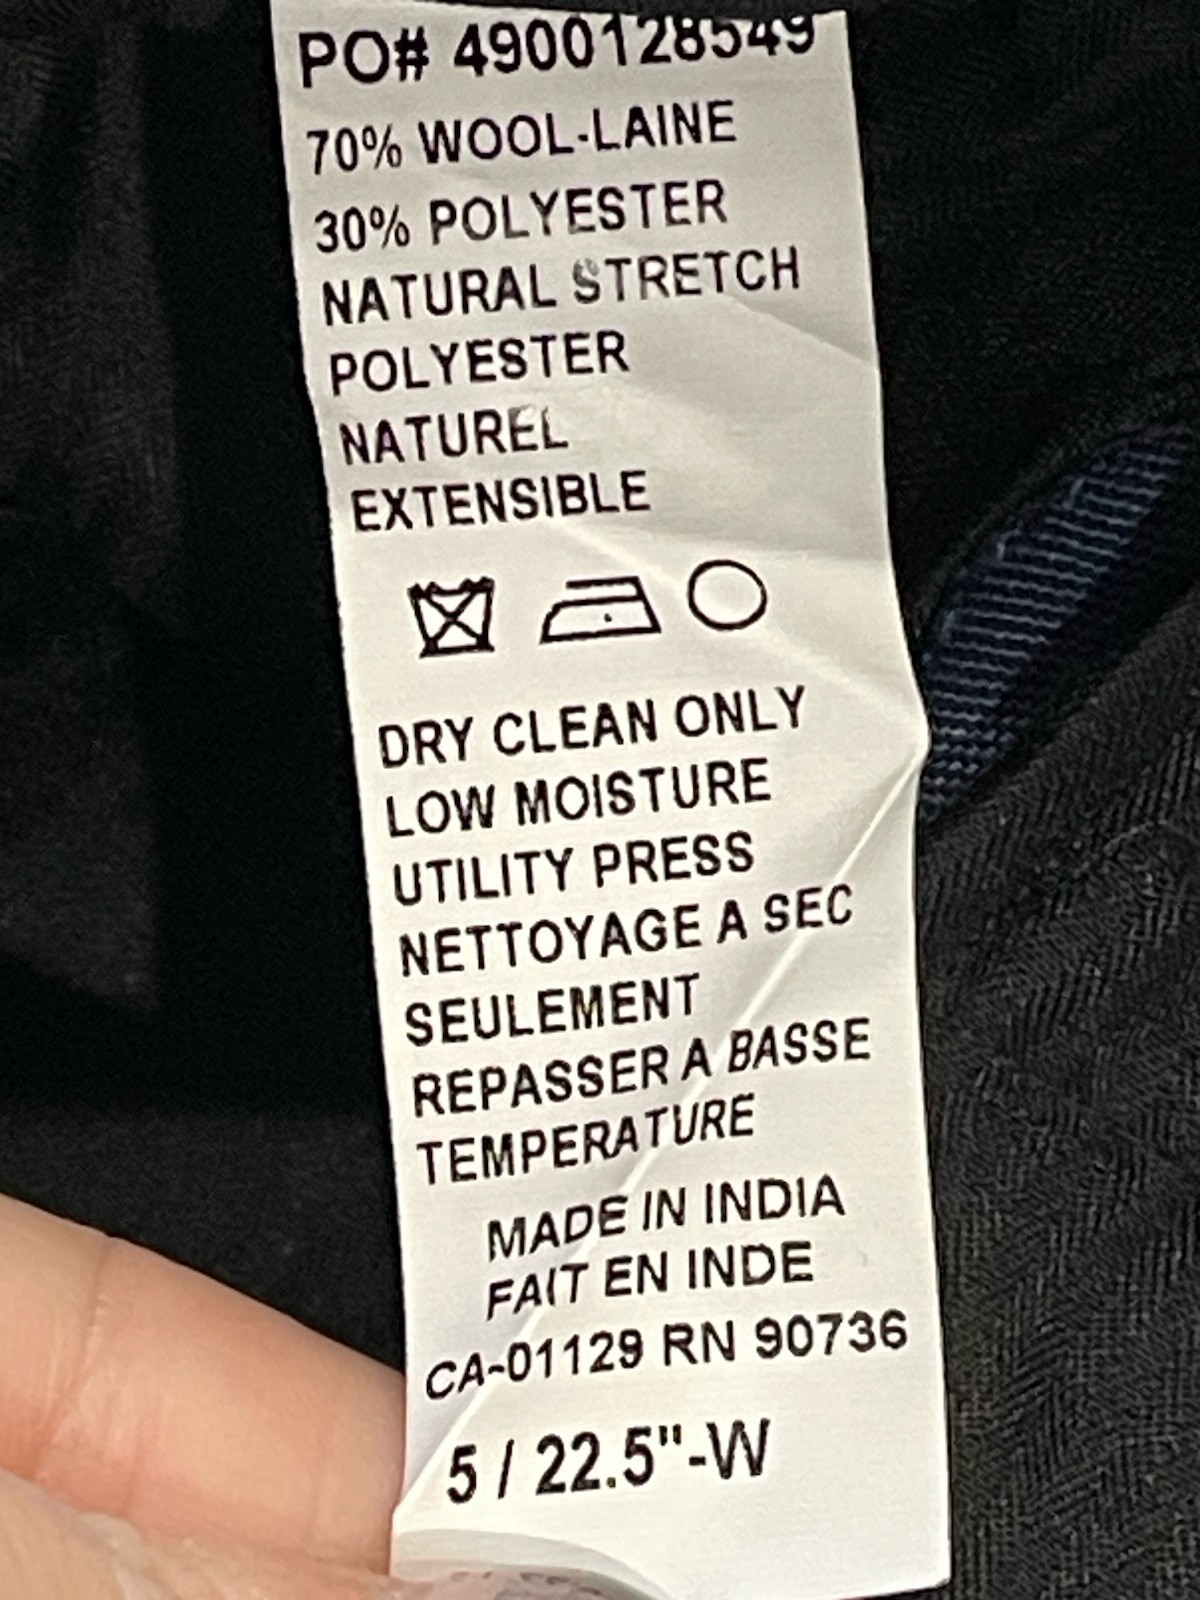 PO# 4900128549
70% WOOL-LAINE
30% POLYESTER
NATURAL STRETCH
POLYESTER
NATUREL
EXTENSIBLE
DRY CLEAN ONLY
LOW MOISTURE
UTILITY PRESS
NETTOYAGE A SEC
SEULEMENT
REPASSER A BASSE
TEMPERATURE
MADE IN INDIA
FAIT EN INDE
CA-01129 RN 90736
5 / 22.5"-W